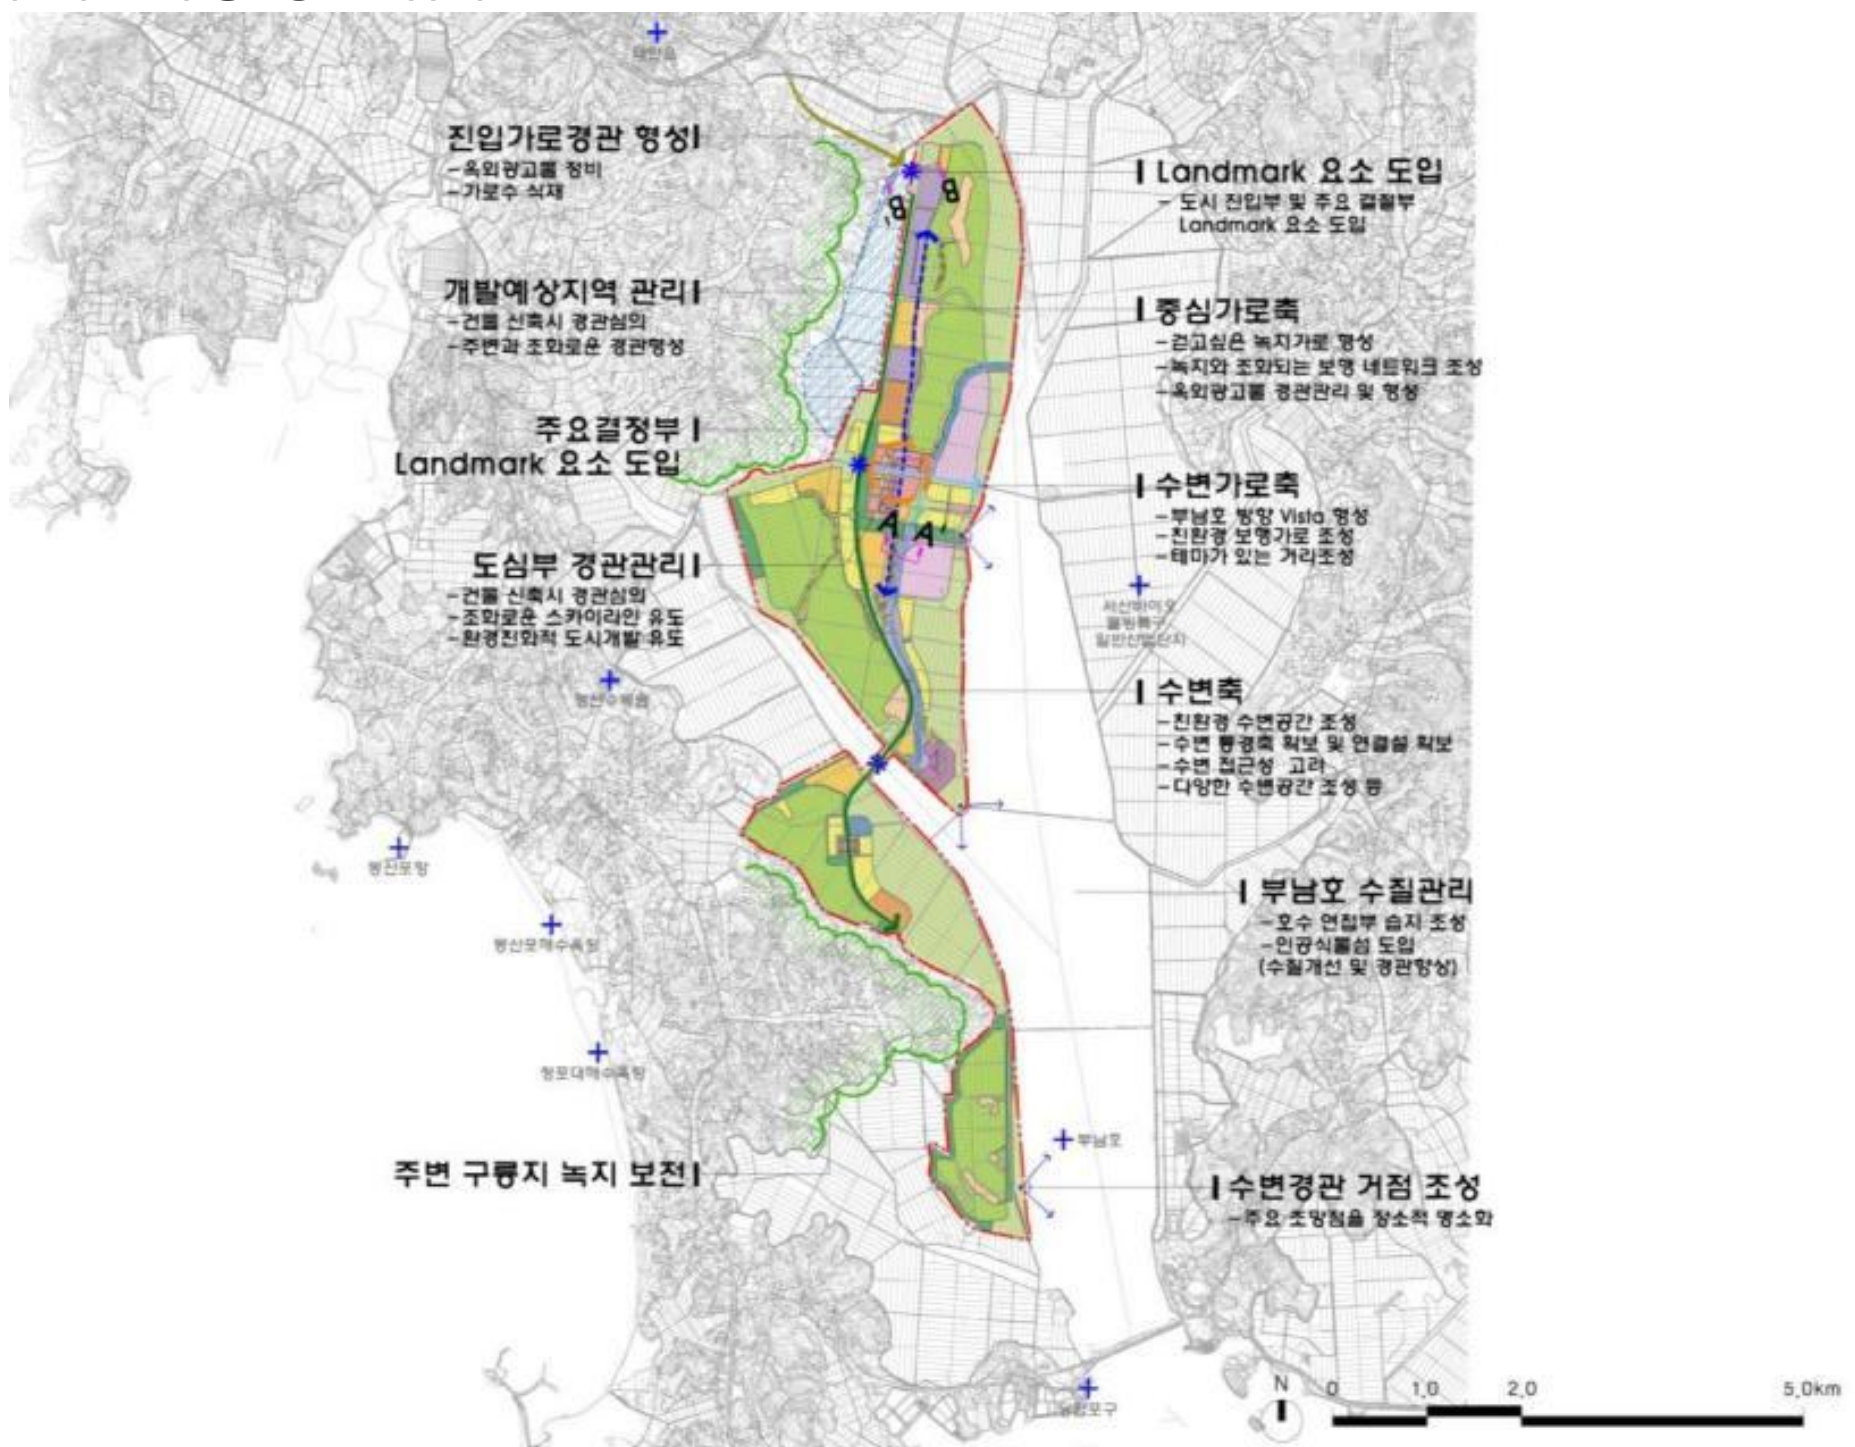 진입가로경관 형성
-옥외광고물 정비
-가로수 식재
개발예상지역 관리
-건물 신축시 경관심의
-주변과 조화로운 경관형성
주요결정부
Landmark 요소 도입
도심부 경관관리
-건물 신축시 경관심의
-조화로운 스카이라인 유도
-환경친화적 도시개발 유도
주변 구릉지 녹지 보전
B'
B
A
A'
Landmark 요소 도입
- 도시 진입부 및 주요 결절부
Landmark 요소 도입
중심가로축
-걷고싶은 녹지가로 형성
-녹지와 조화되는 보행 네트워크 조성
-옥외광고물 경관관리 및 형성
수변가로축
-부남호 방향 Vista 형성
-친환경 보행가로 조성
-테마가 있는 거리조성
수변축
-친환경 수변공간 조성
-수변 통경축 확보 및 연결성 확보
-수변 접근성 고려
-다양한 수변공간 조성 등
부남호 수질관리
-호수 연접부 습지 조성
-인공식물섬 도입
(수질개선 및 경관향상)
부남호
수변경관 거점 조성
-주요 조망점을 장소적 명소화
N
0 1.0 2.0 5.0km